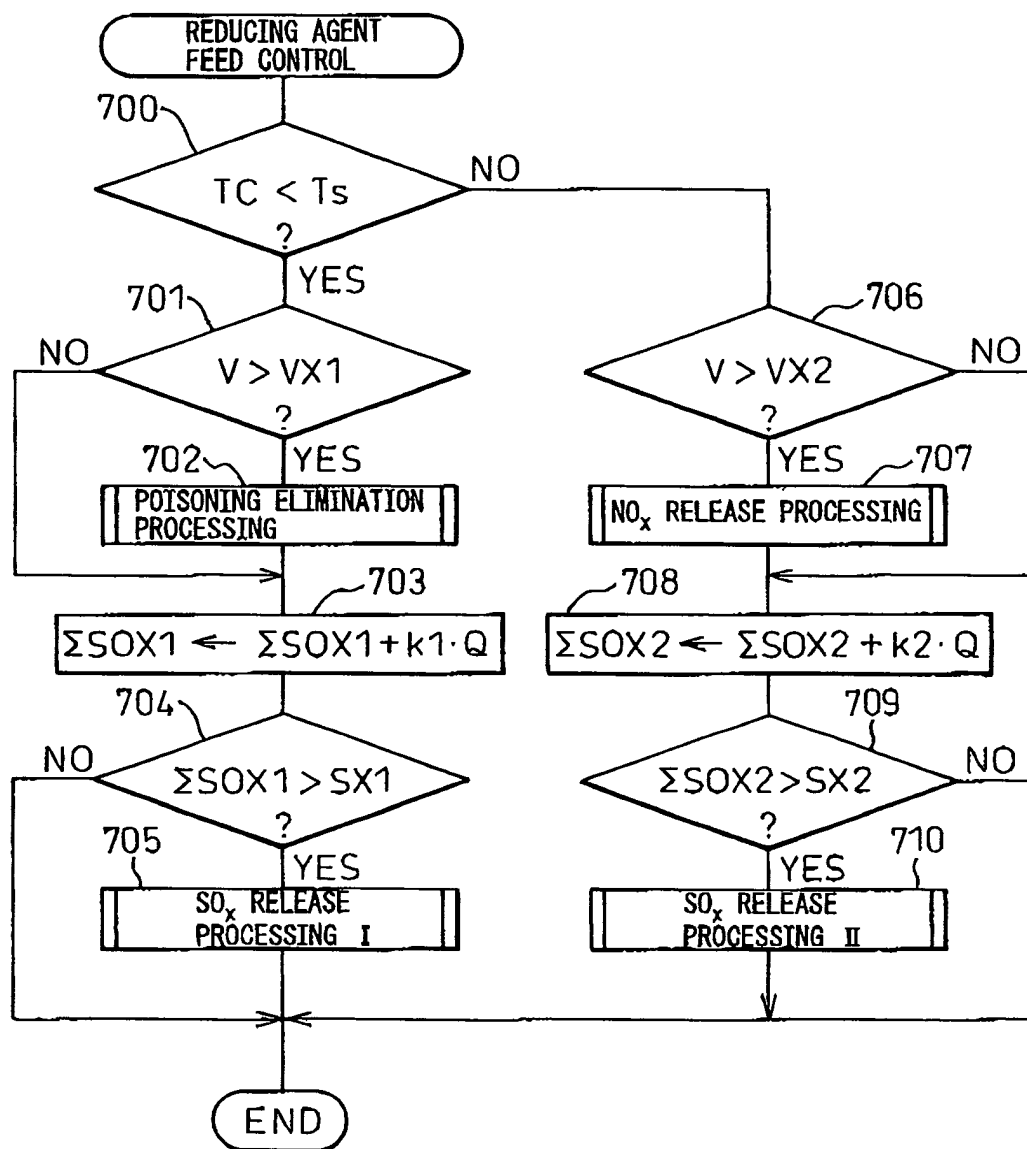 REDUCING AGENT
FEED CONTROL
700
TC < Ts
?
NO
YES
701
V > VX1
?
NO
YES
702
POISONING ELIMINATION
PROCESSING
703
ΣSOX1 ← ΣSOX1 + k1·Q
704
ΣSOX1 > SX1
?
NO
YES
705
SOx RELEASE
PROCESSING I
706
V > VX2
?
NO
YES
707
NOx RELEASE PROCESSING
708
ΣSOX2 ← ΣSOX2 + k2·Q
709
ΣSOX2 > SX2
?
NO
YES
710
SOx RELEASE
PROCESSING II
END